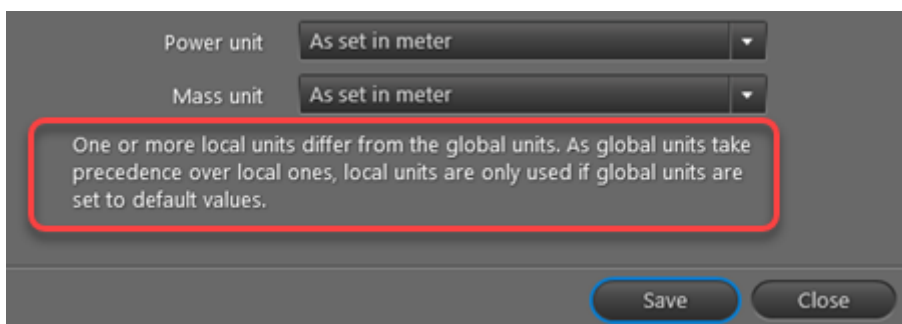 Power unit As set in meter
Mass unit As set in meter
One or more local units differ from the global units. As global units take
precedence over local ones, local units are only used if global units are
set to default values.
Save Close